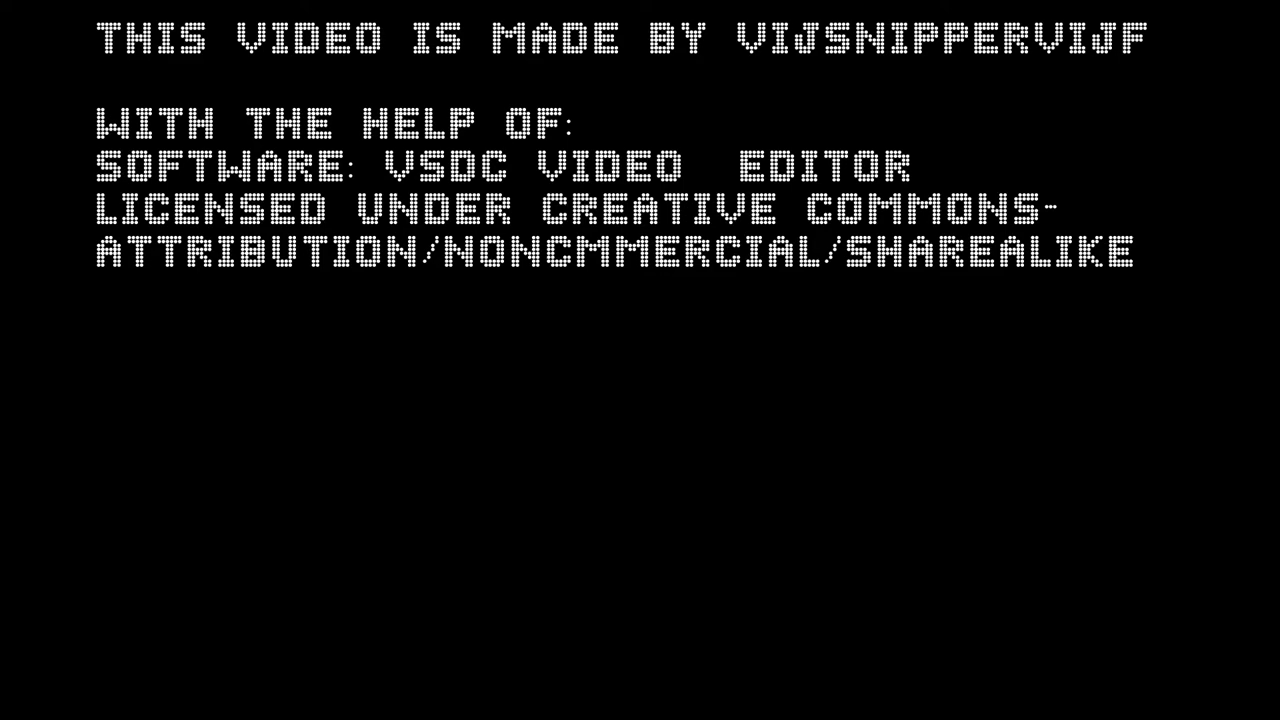 THIS VIDEO IS MADE BY VIJSNIPPERVIJF
WITH THE HELP OF:
SOFTWARE: VSDC VIDEO  EDITOR
LICENSED UNDER CREATIVE COMMONS-
ATTRIBUTION/NONCMMERCIAL/SHAREALIKE